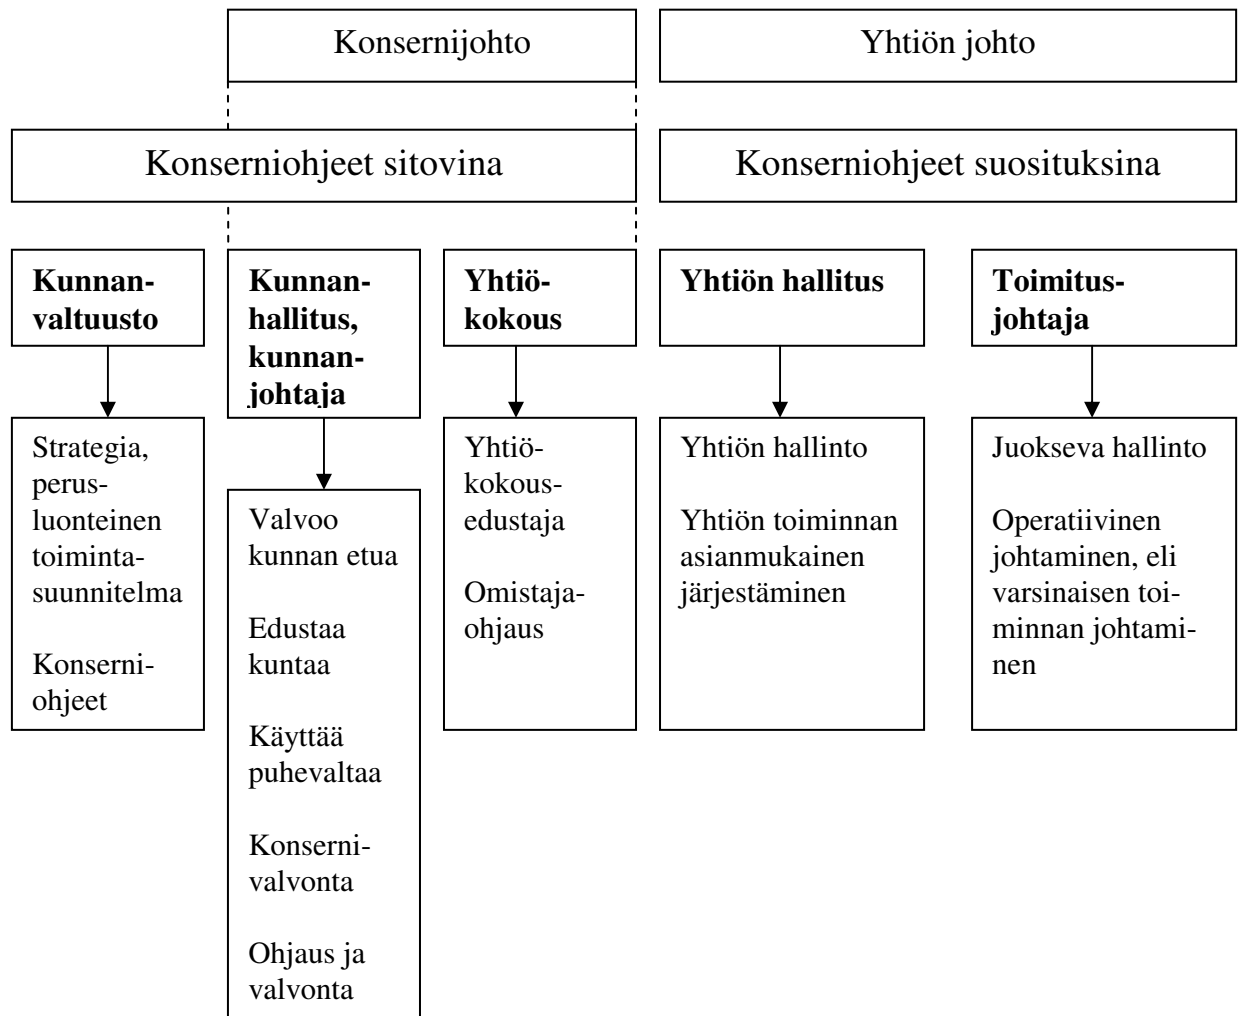 Konsernijohto
Yhtiön johto
Konserniohjeet sitovina
Konserniohjeet suosituksina
Kunnan-
valtuusto
Kunnan-
hallitus,
kunnan-
johtaja
Yhtiö-
kokous
Yhtiön hallitus
Toimitus-
johtaja
Strategia,
perus-
luonteinen
toiminta-
suunnitelma
Konserni-
ohjeet
Valvoo
kunnan etua
Edustaa
kuntaa
Käyttää
puhevaltaa
Konserni-
valvonta
Ohjaus ja
valvonta
Yhtiö-
kokous-
edustaja
Omistaja-
ohjaus
Yhtiön hallinto
Yhtiön toiminnan
asianmukainen
järjestäminen
Juokseva hallinto
Operatiivinen
johtaminen, eli
varsinaisen toi-
minnan johtami-
nen